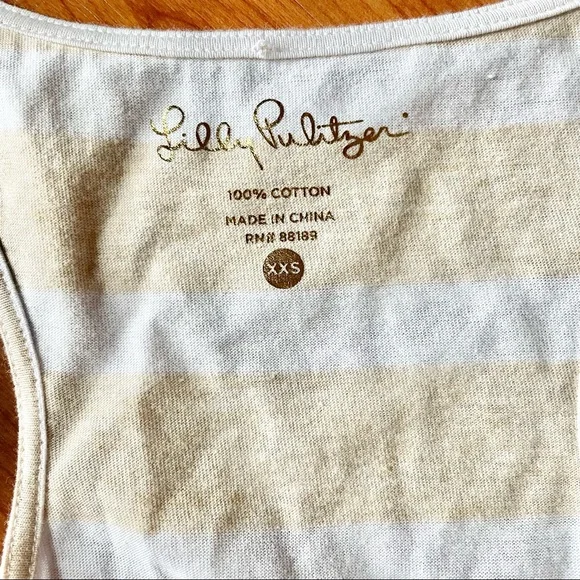 Lilly Pulitzer
100% COTTON
MADE IN CHINA
RN# 88189
XXS